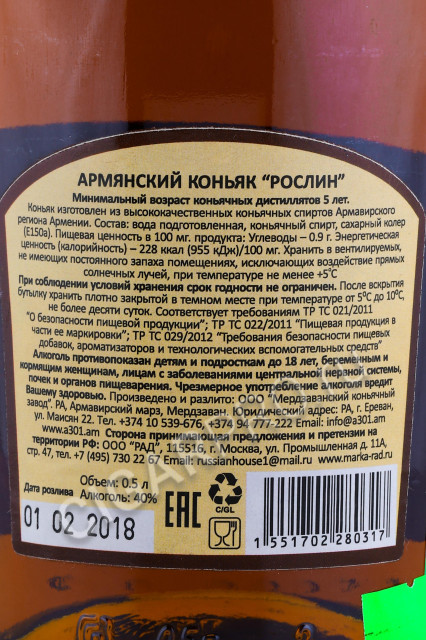 АРМЯНСКИЙ КОНЬЯК “РОСЛИН”
Минимальный возраст коньячных дистиллятов 5 лет.
Коньяк изготовлен из высококачественных коньячных спиртов Армавирского
региона Армении. Состав: вода подготовленная, коньячный спирт, сахарный колер
(Е150а). Пищевая ценность в 100 мг. продукта: Углеводы – 0.9 г. Энергетическая
ценность (калорийность) – 228 ккал (955 кДж)/100 мг. Хранить в вентилируемых,
не имеющих постоянного запаха помещениях, исключающих воздействие прямых
солнечных лучей, при температуре не менее +5⁰С
При соблюдении условий хранения срок годности не ограничен. После вскрытия
бутылку хранить плотно закрытой в темном месте при температуре от 5⁰С до 10⁰С,
не более десяти суток. Соответствует требованиям ТР ТС 021/2011
“О безопасности пищевой продукции”; ТР ТС 022/2011 “Пищевая продукция в
части ее маркировки”; ТР ТС 029/2012 “Требования безопасности пищевых
добавок, ароматизаторов и технологических вспомогательных средств”
Алкоголь противопоказан детям и подросткам до 18 лет, беременным и
кормящим женщинам, лицам с заболеваниями центральной нервной системы,
почек и органов пищеварения. Чрезмерное употребление алкоголя вредит
Вашему здоровью. Произведено и разлито: ООО “Мердзаванский коньячный
завод”. РА, Армавирский марз, Мердзаван. Юридический адрес: РА, г. Ереван,
ул. Маисян 22. Тел: +374 10 539-676, +374 94 777-222 Email: info@a301.am
www.a301.am Сторона принимающая предложения и претензии на
территории РФ: ООО “РАД”, 115516, г. Москва, ул. Промышленная д. 11А,
стр. 47, тел. +7 (495) 730 22 67 Email: russianhouse1@mail.ru www.marka-rad.ru
Объем: 0.5 л
Дата розлива Алкоголь: 40%
01 02 2018
ЕАС
C/GL
1 551702 280317